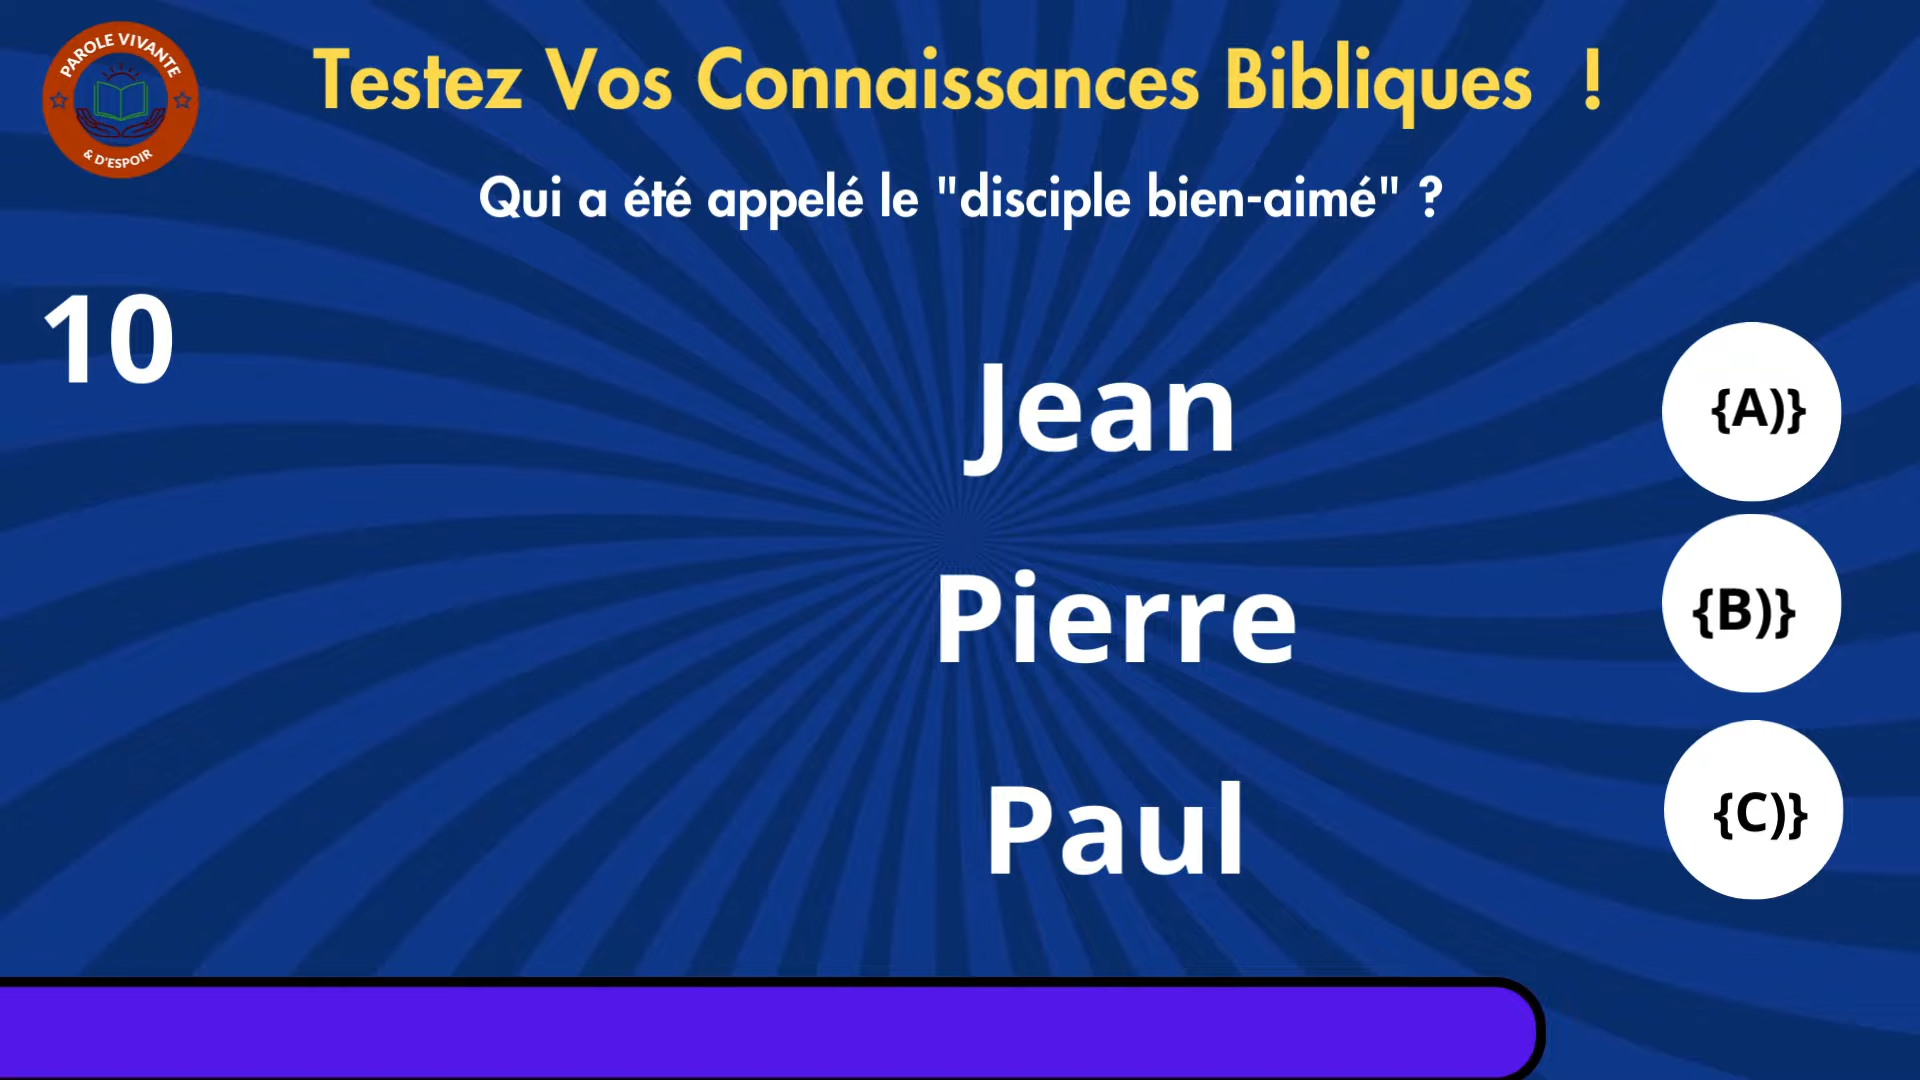 PAROLE VIVANTE
& D'ESPOIR
Testez Vos Connaissances Bibliques !
Qui a été appelé le "disciple bien-aimé" ?
10
Jean {A)}
Pierre {B)}
Paul {C)}